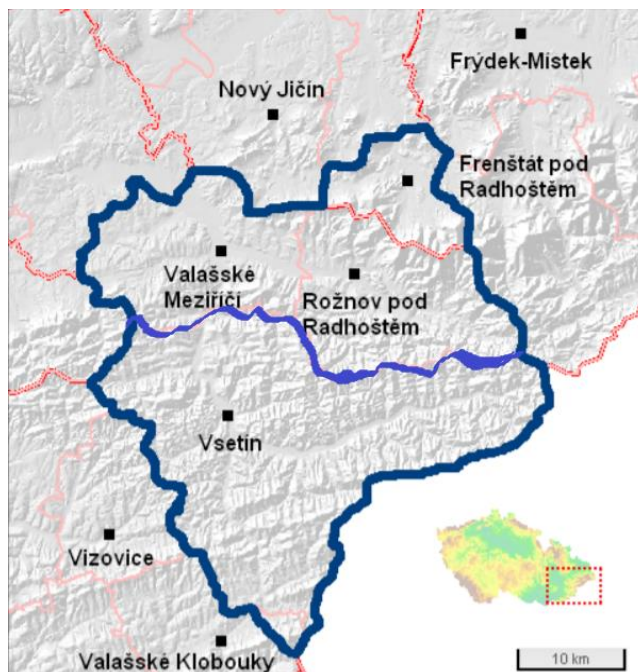 Frýdek-Místek
Nový Jičín
Frenštát pod
Radhoštěm
Valašské
Meziříčí
Rožnov pod
Radhoštěm
Vsetín
Vizovice
Valašské Klobouky
10 km